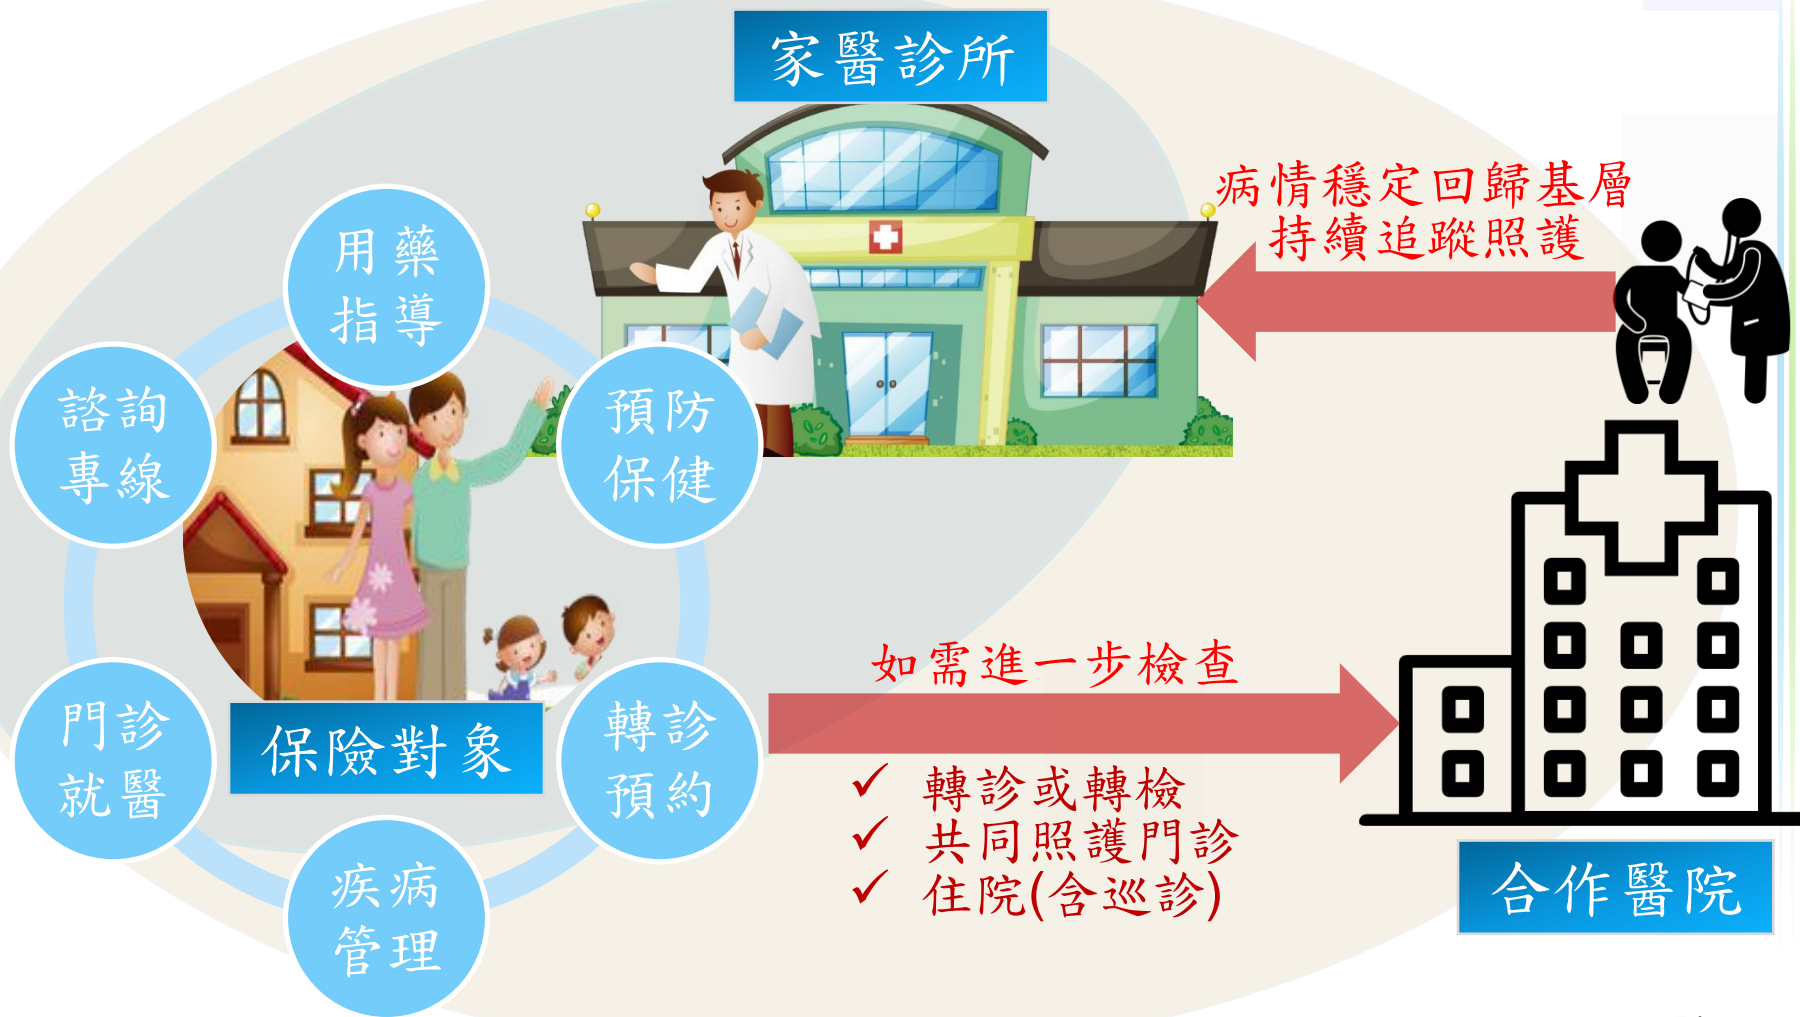 家醫診所
病情穩定回歸基層
持續追蹤照護
用藥
指導
諮詢
專線
預防
保健
門診
就醫
保險對象
轉診
預約
疾病
管理
如需進一步檢查
✓ 轉診或轉檢
✓ 共同照護門診
✓ 住院(含巡診)
合作醫院